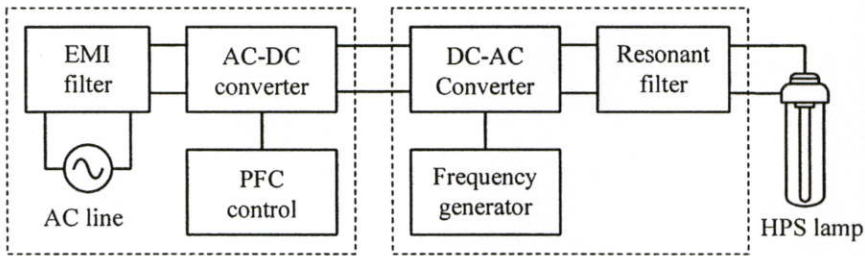 EMI
filter
AC-DC
converter
DC-AC
Converter
Resonant
filter
AC line
PFC
control
Frequency
generator
HPS lamp